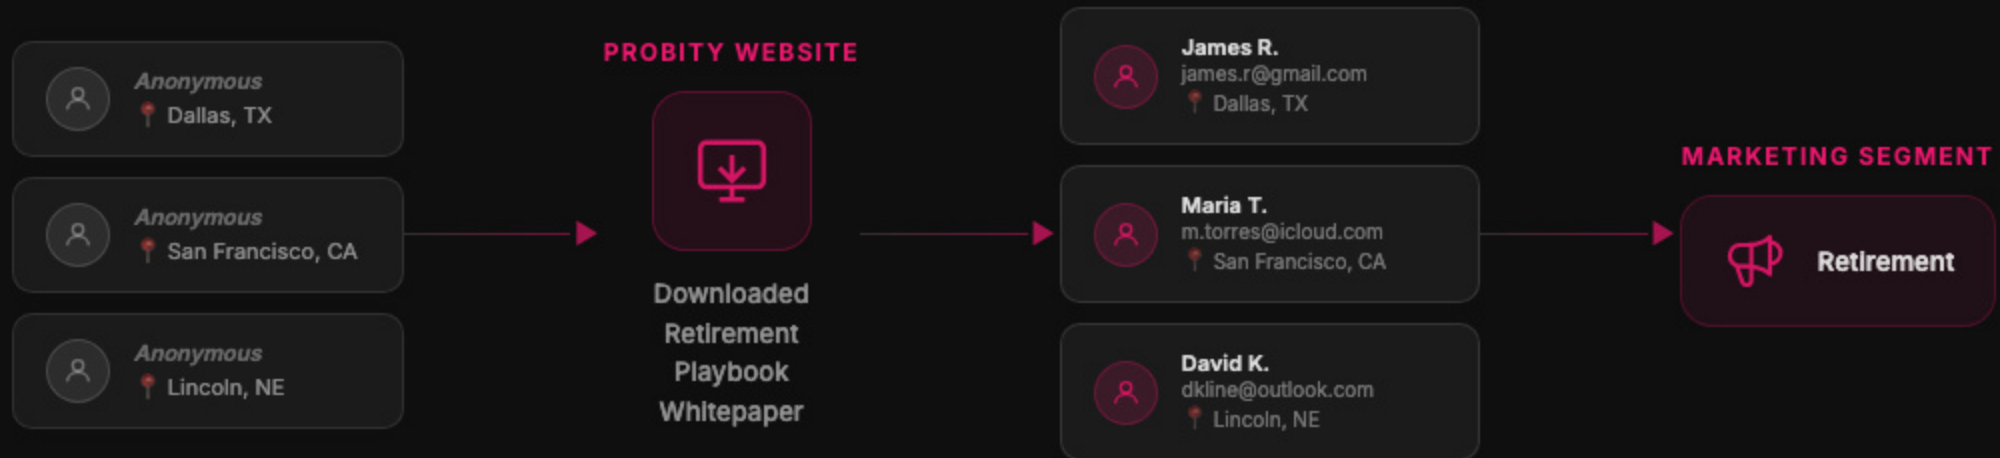 Anonymous
Dallas, TX
Anonymous
San Francisco, CA
Anonymous
Lincoln, NE
PROBITY WEBSITE
Downloaded
Retirement
Playbook
Whitepaper
James R.
james.r@gmail.com
Dallas, TX
Maria T.
m.torres@icloud.com
San Francisco, CA
David K.
dkline@outlook.com
Lincoln, NE
MARKETING SEGMENT
Retirement